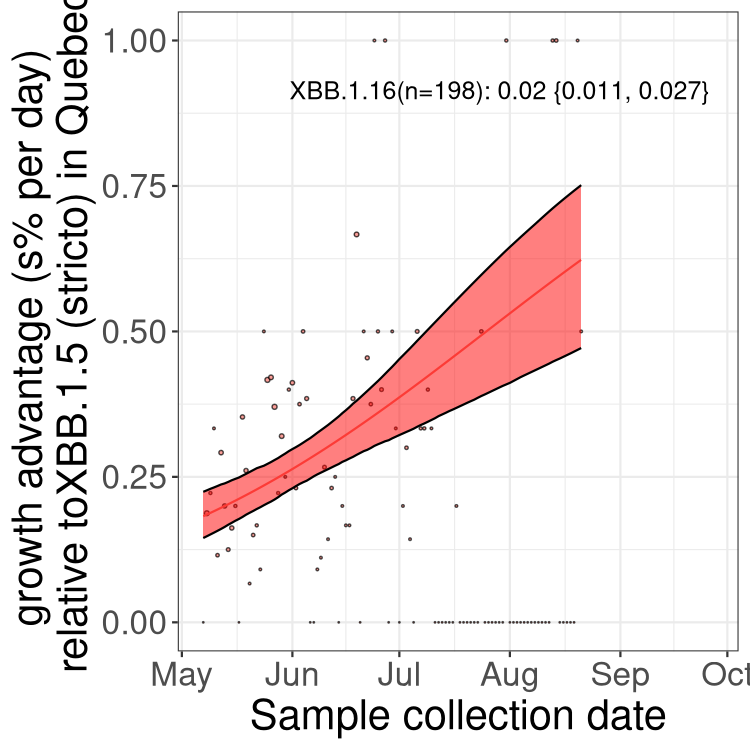 growth advantage (s% per day)
relative toXBB.1.5 (stricto) in Quebec
1.00
XBB.1.16(n=198): 0.02 {0.011, 0.027}
0.75
0.50
0.25
0.00
May Jun Jul Aug Sep Oct
Sample collection date